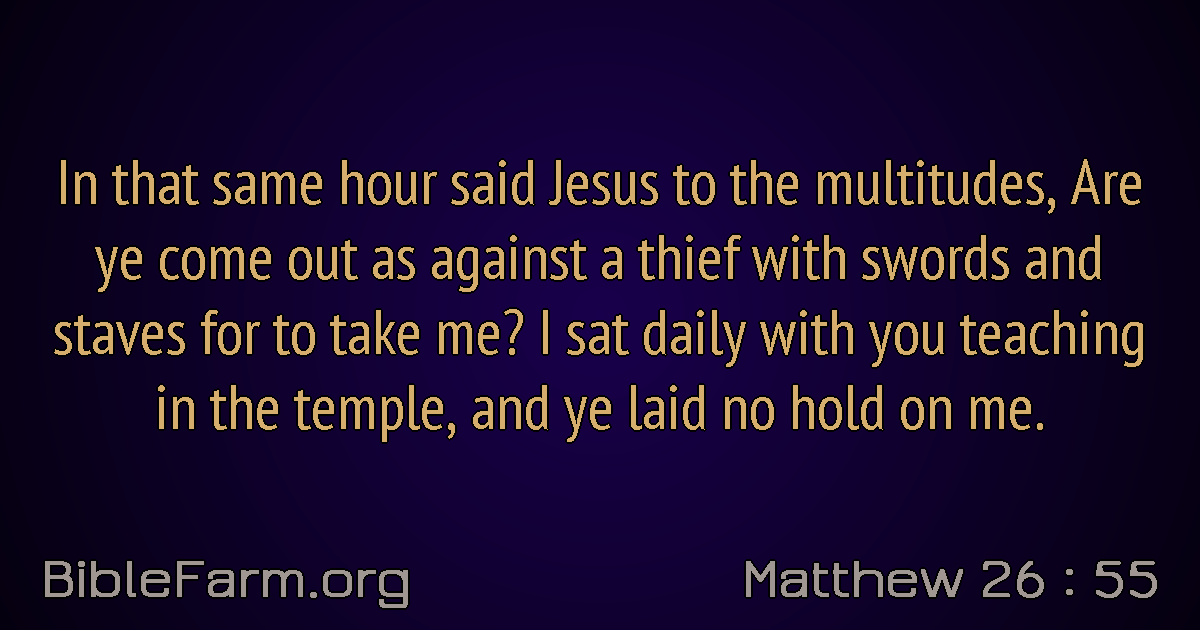 In that same hour said Jesus to the multitudes, Are
ye come out as against a thief with swords and
staves for to take me? I sat daily with you teaching
in the temple, and ye laid no hold on me.
BibleFarm.org
Matthew 26 : 55